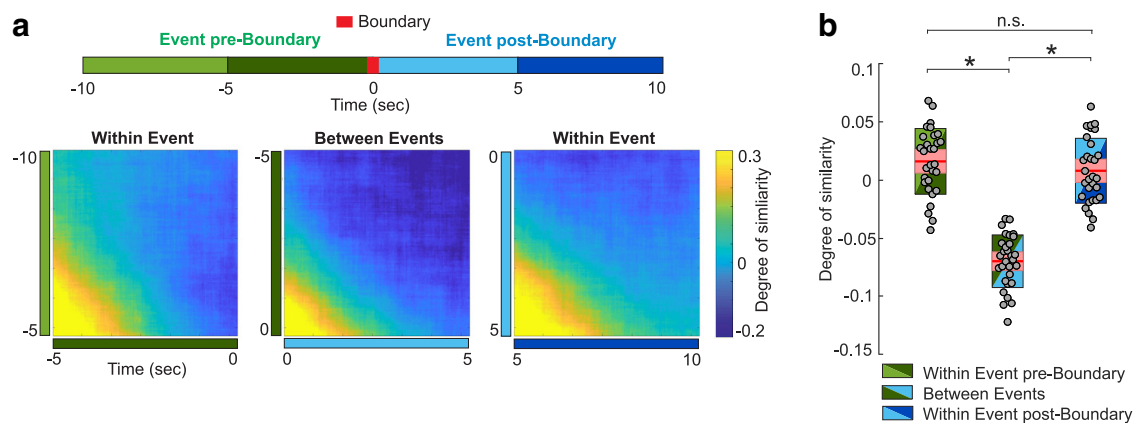 a
Boundary
Event pre-Boundary
Event post-Boundary
-10
-5
0
5
10
Time (sec)
Within Event
Between Events
Within Event
-10
-5
-5
0
Time (sec)
-5
0
0
5
0
5
5
10
0.3
0
-0.2
Degree of similarity
b
n.s.
*
*
0.1
0.05
0
-0.05
-0.1
-0.15
Degree of similarity
Within Event pre-Boundary
Between Events
Within Event post-Boundary